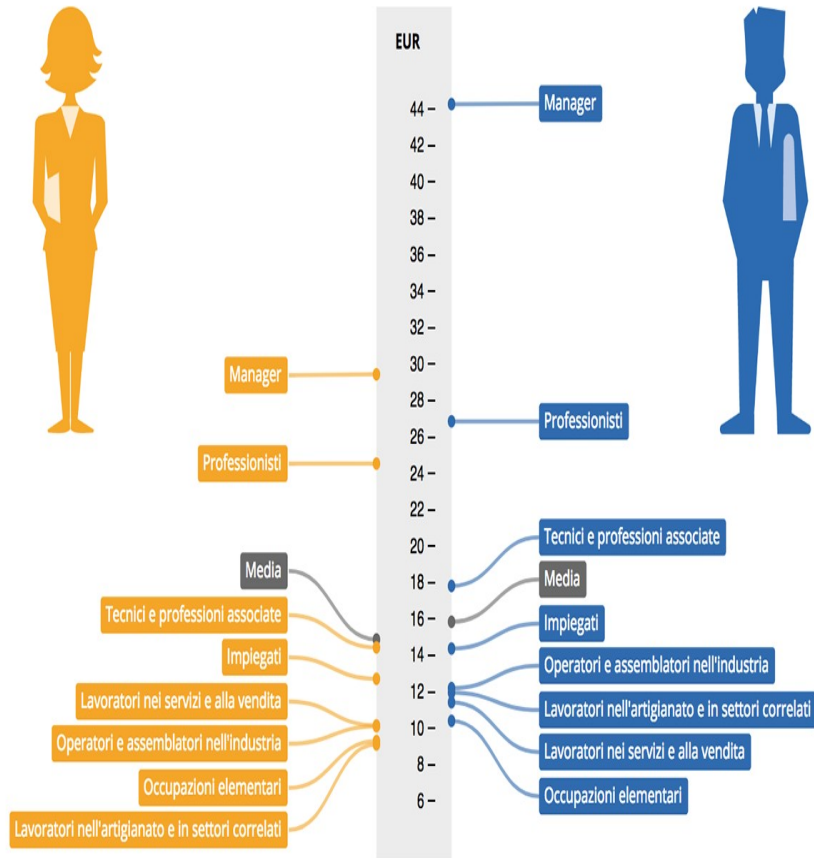 EUR
44 –
42 –
40 –
38 –
36 –
34 –
32 –
30 –
28 –
26 –
24 –
22 –
20 –
18 –
16 –
14 –
12 –
10 –
8 –
6 –
Manager
Professionisti
Media
Tecnici e professioni associate
Impiegati
Lavoratori nei servizi e alla vendita
Operatori e assemblatori nell'industria
Occupazioni elementari
Lavoratori nell'artigianato e in settori correlati
Manager
Professionisti
Tecnici e professioni associate
Media
Impiegati
Operatori e assemblatori nell'industria
Lavoratori nell'artigianato e in settori correlati
Lavoratori nei servizi e alla vendita
Occupazioni elementari